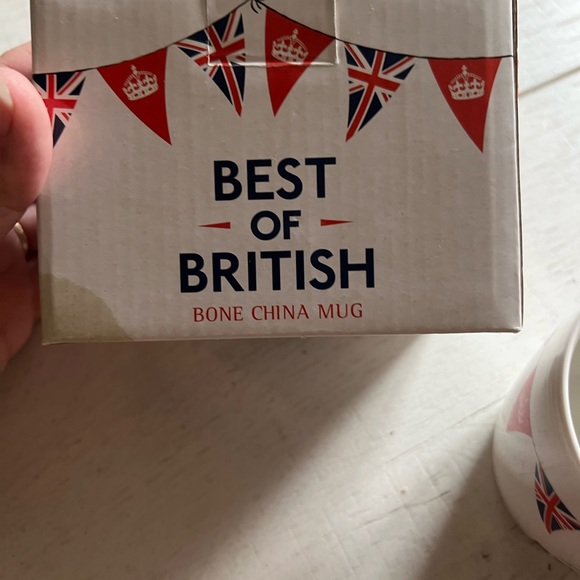 BEST
OF
BRITISH
BONE CHINA MUG